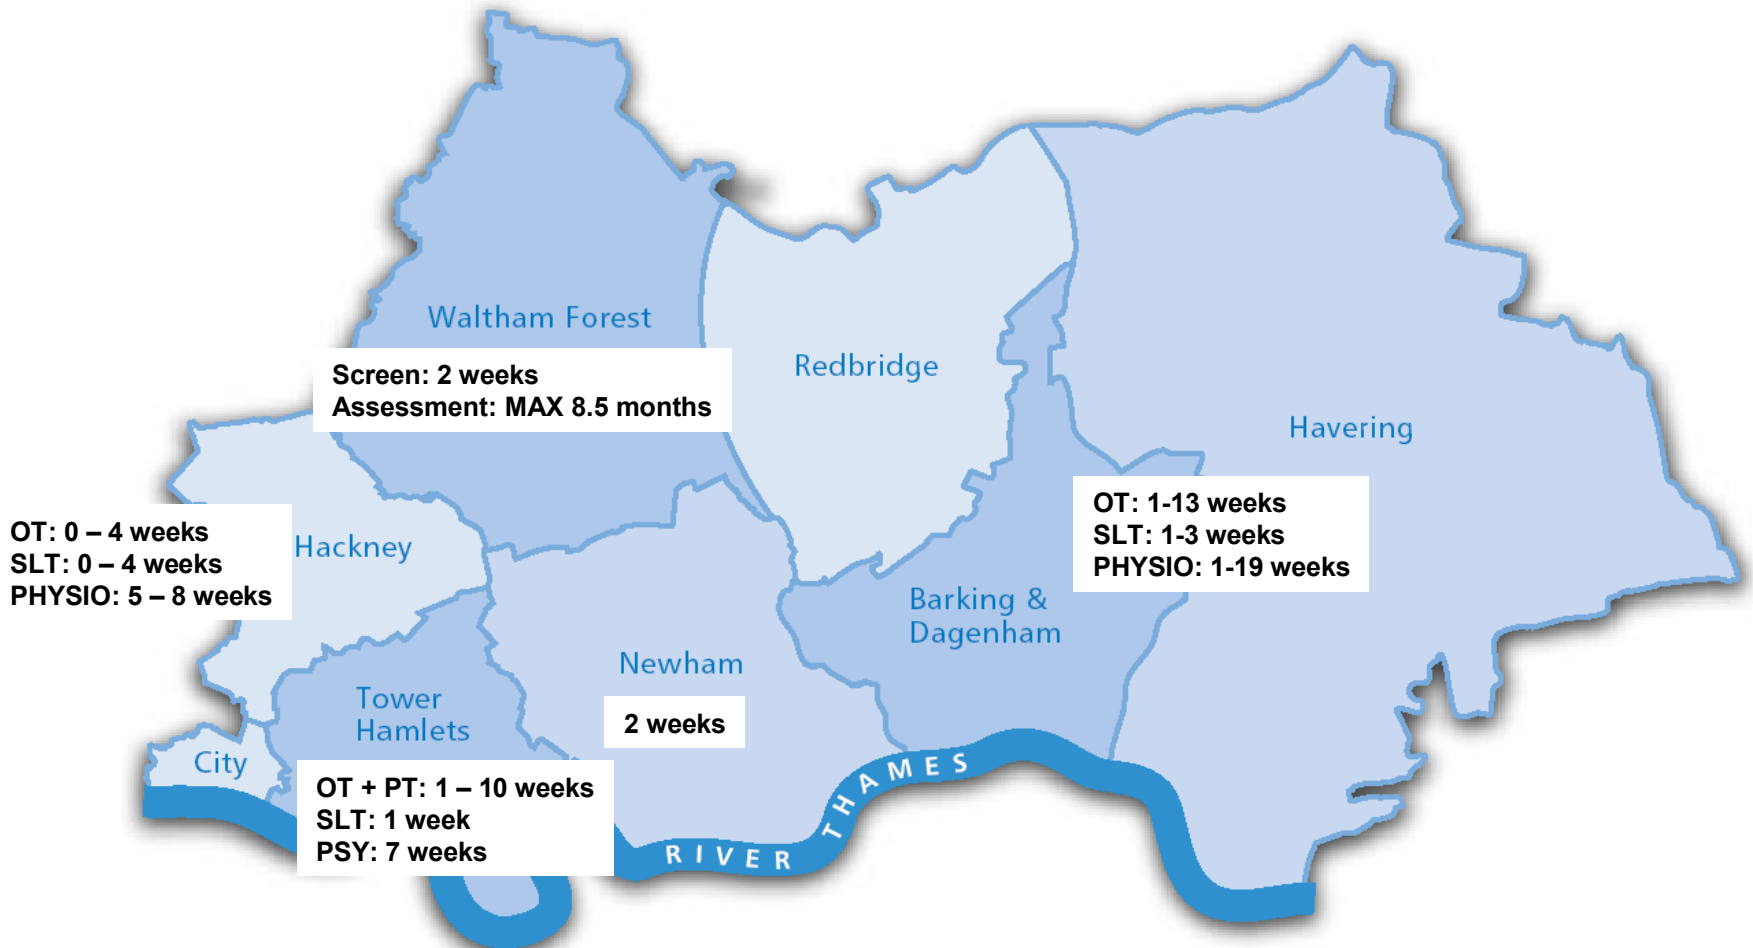 Waltham Forest
Screen: 2 weeks
Assessment: MAX 8.5 months
Redbridge
Havering
OT: 1-13 weeks
SLT: 1-3 weeks
PHYSIO: 1-19 weeks
OT: 0 – 4 weeks
SLT: 0 – 4 weeks
PHYSIO: 5 – 8 weeks
Hackney
Barking &
Dagenham
Newham
2 weeks
Tower
Hamlets
City
OT + PT: 1 – 10 weeks
SLT: 1 week
PSY: 7 weeks
RIVER THAMES